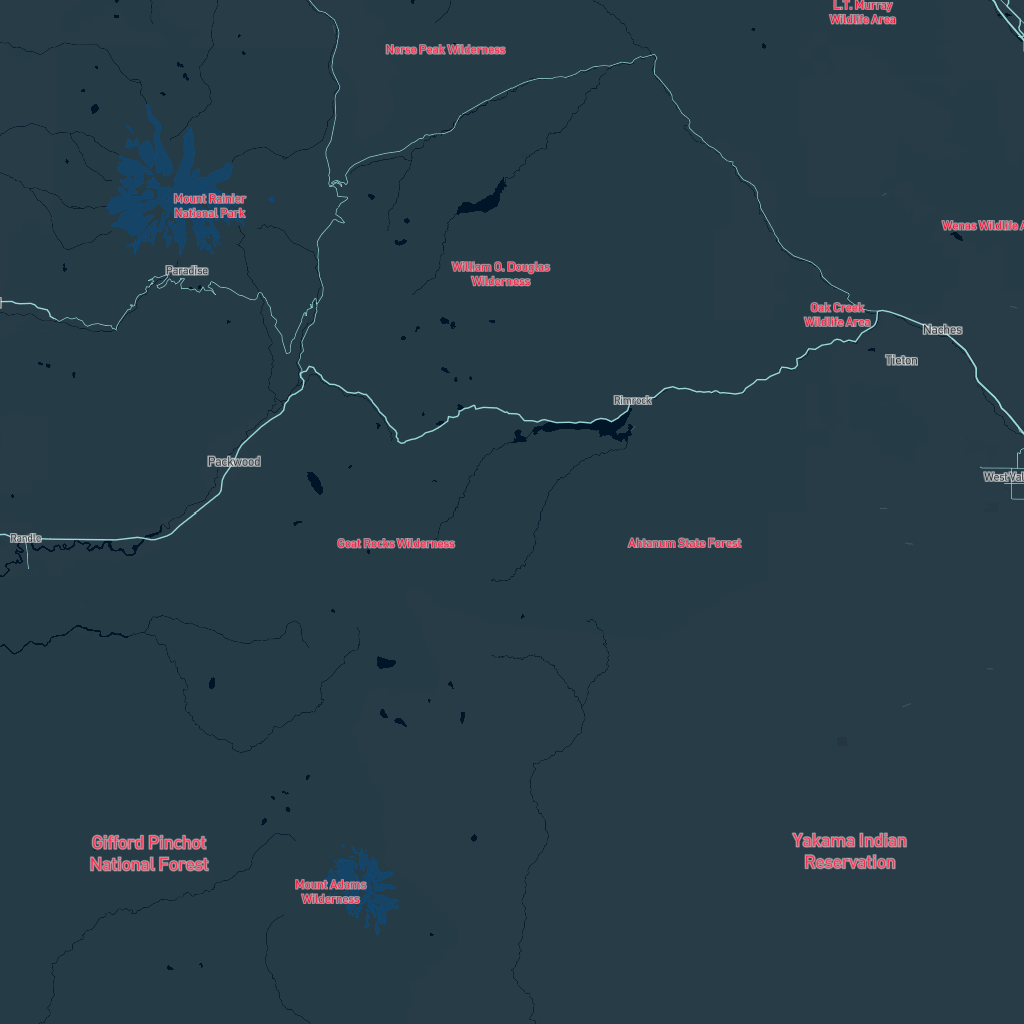 L.T. Murray
Wildlife Area
Norse Peak Wilderness
Mount Rainier
National Park
Wenas Wildlife A
William O. Douglas
Wilderness
Paradise
Oak Creek
Wildlife Area
Naches
Tieton
Rimrock
Packwood
West Val
Randle
Goat Rocks Wilderness
Ahtanum State Forest
Gifford Pinchot
National Forest
Yakama Indian
Reservation
Mount Adams
Wilderness